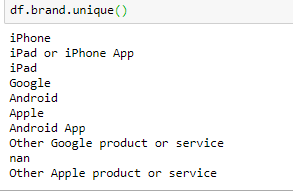 df.brand.unique()
iPhone
iPad or iPhone App
iPad
Google
Android
Apple
Android App
Other Google product or service
nan
Other Apple product or service